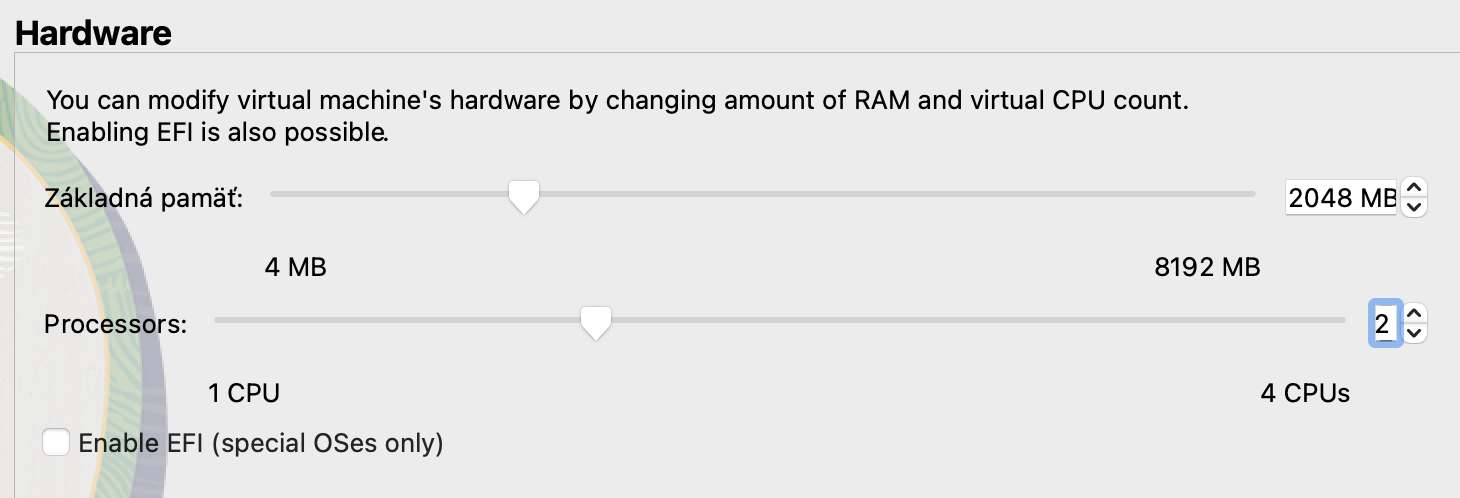 Hardware
You can modify virtual machine's hardware by changing amount of RAM and virtual CPU count.
Enabling EFI is also possible.
Základná pamäť:
2048 MB
4 MB
8192 MB
Processors:
2
1 CPU
4 CPUs
Enable EFI (special OSes only)